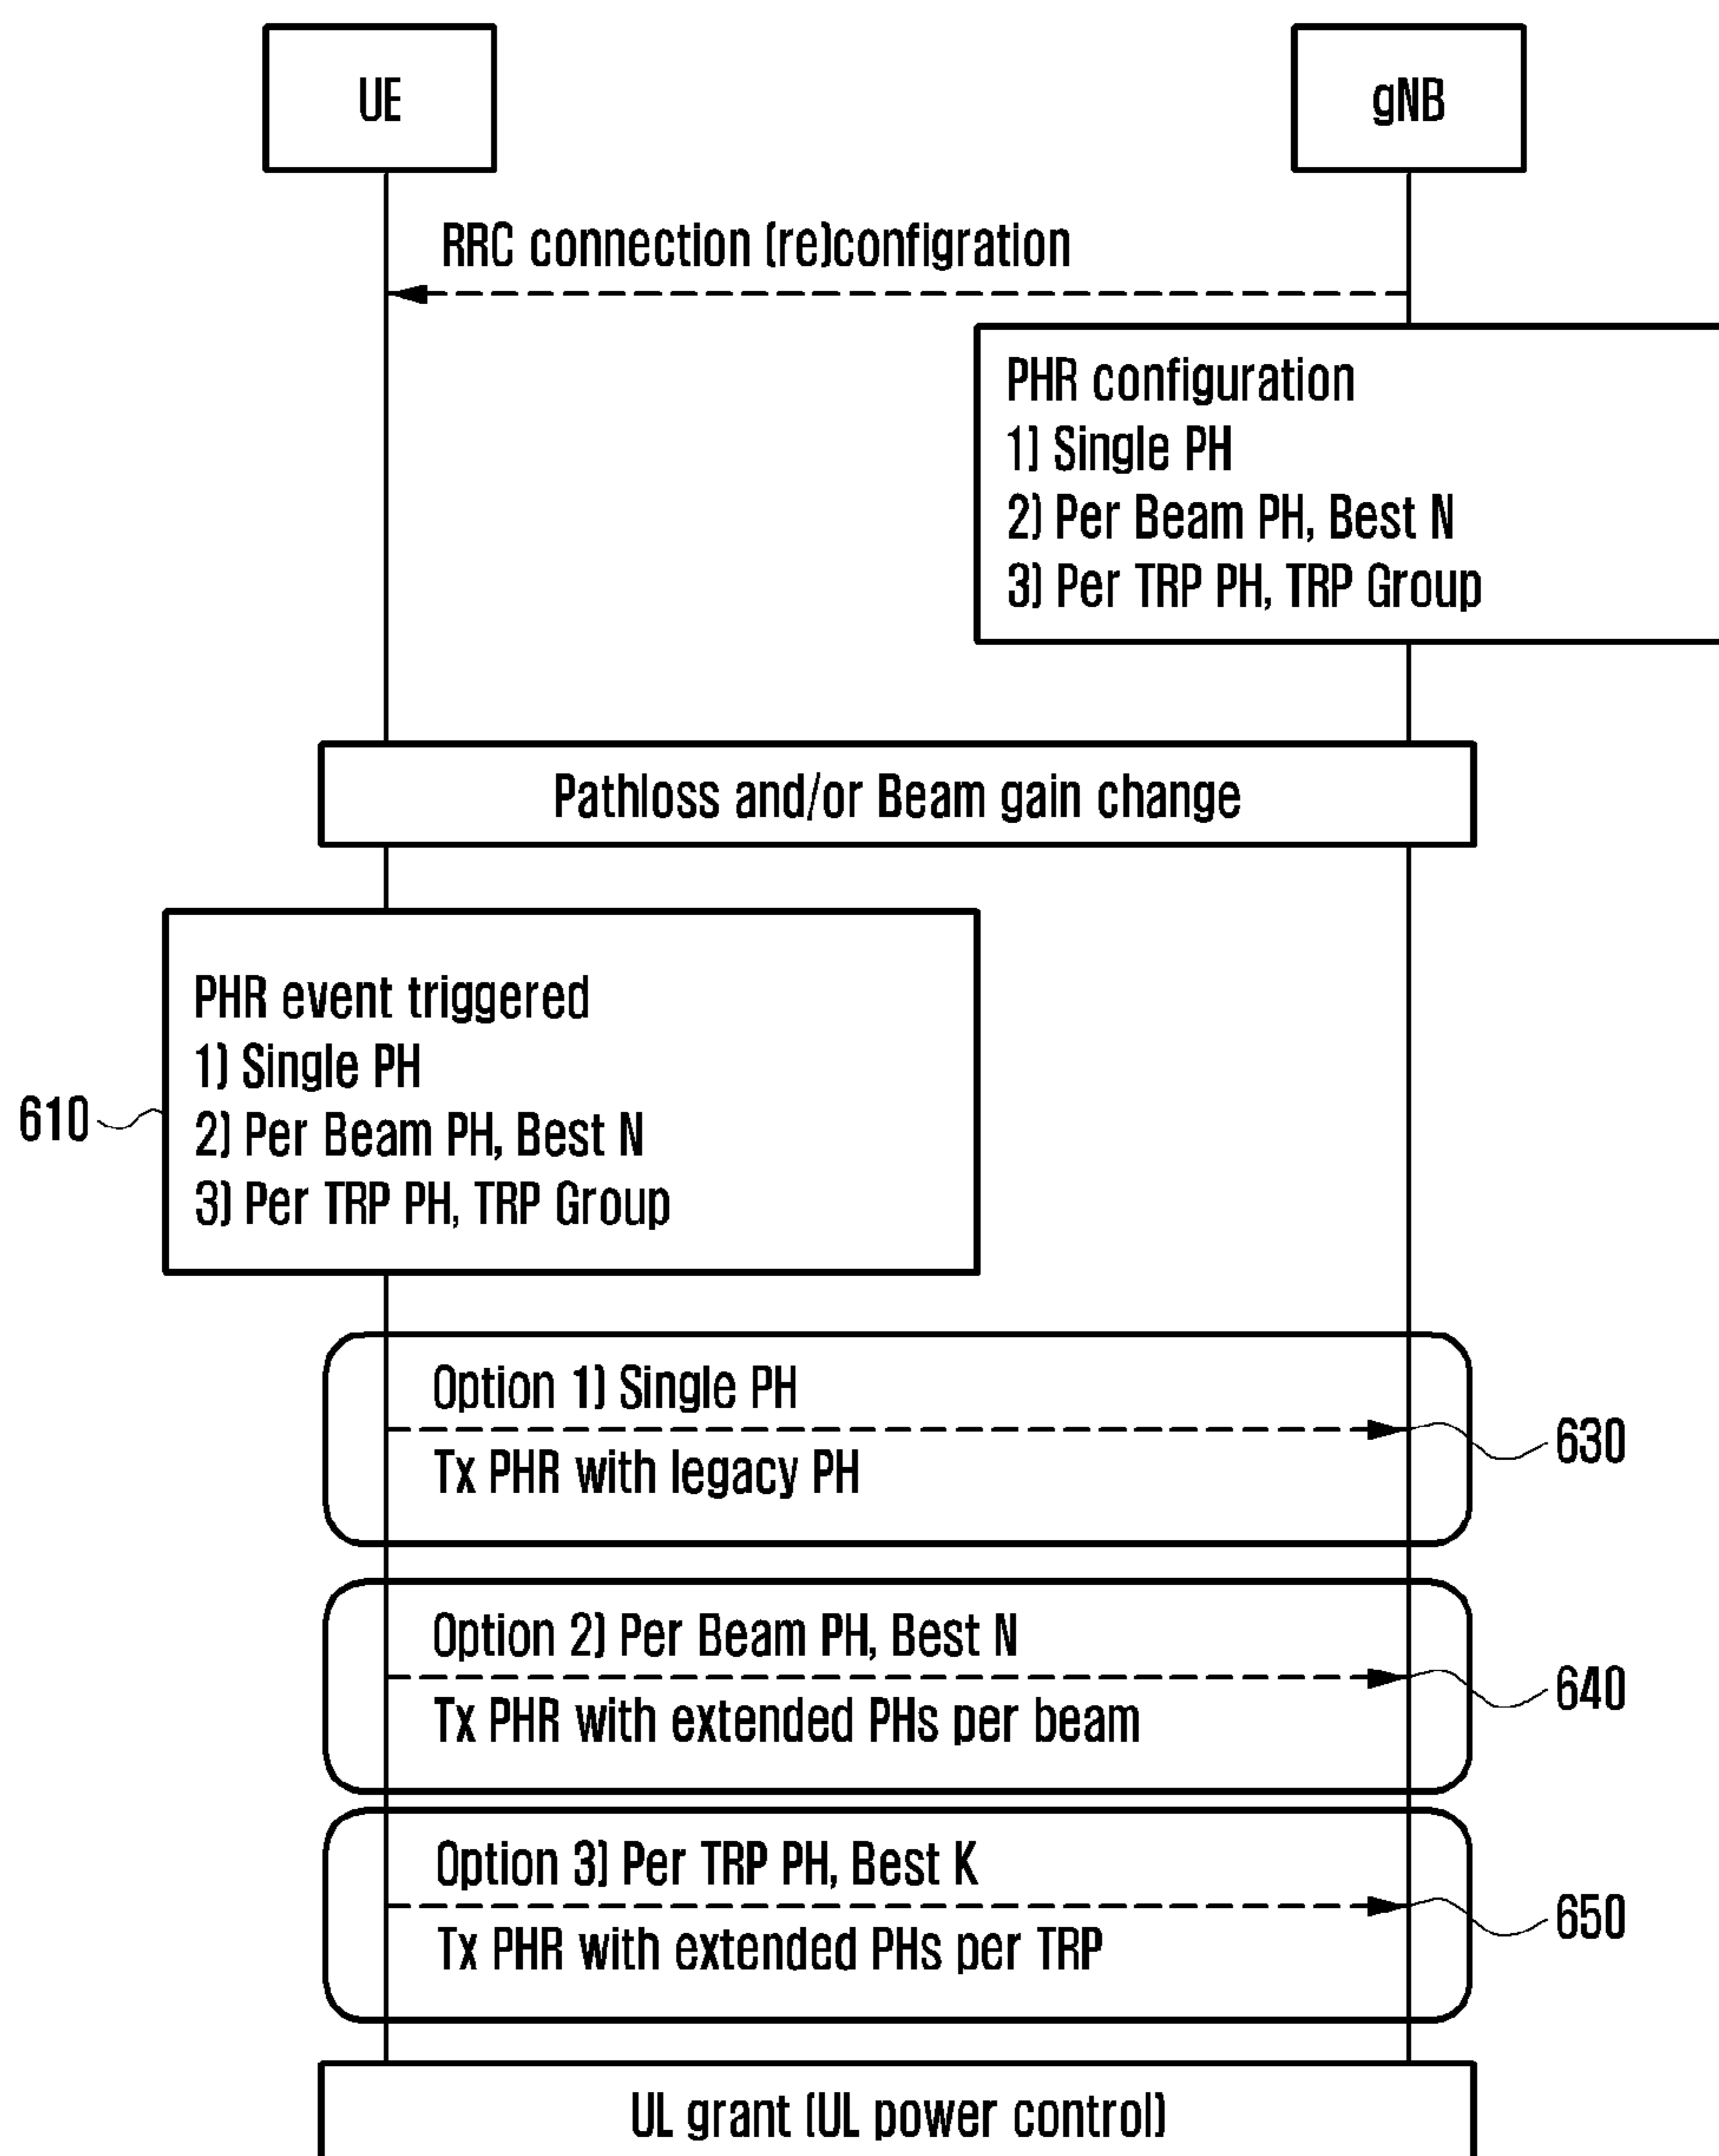 UE
gNB
RRC connection (re)configration
PHR configuration
1) Single PH
2) Per Beam PH, Best N
3) Per TRP PH, TRP Group
Pathloss and/or Beam gain change
PHR event triggered
1) Single PH
2) Per Beam PH, Best N
3) Per TRP PH, TRP Group
610
Option 1) Single PH
Tx PHR with legacy PH
630
Option 2) Per Beam PH, Best N
Tx PHR with extended PHs per beam
640
Option 3) Per TRP PH, Best K
Tx PHR with extended PHs per TRP
650
UL grant (UL power control)